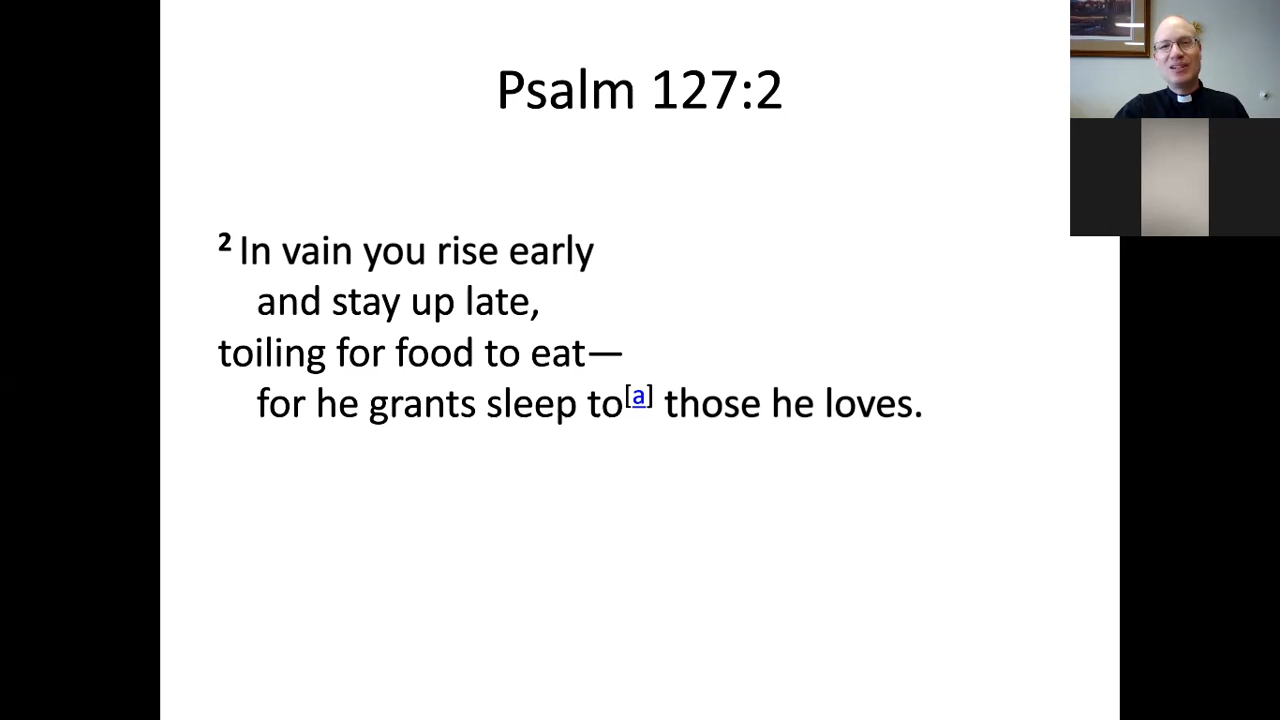 Psalm 127:2
2 In vain you rise early
and stay up late,
toiling for food to eat—
for he grants sleep to[a] those he loves.